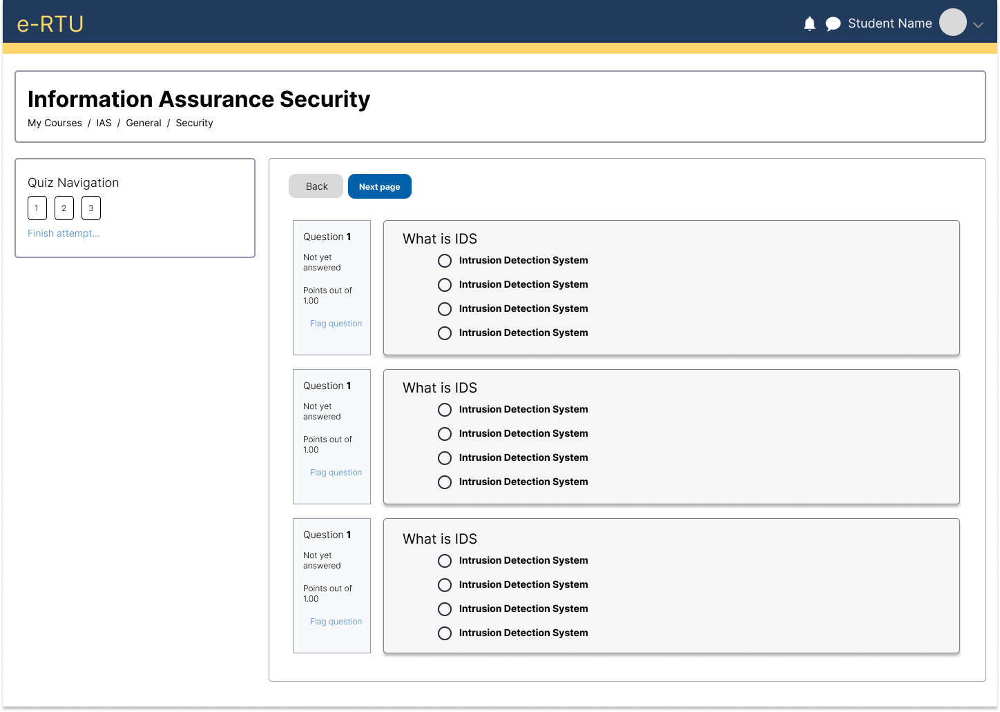 e-RTU
Student Name
Information Assurance Security
My Courses / IAS / General / Security
Quiz Navigation
1 2 3
Finish attempt...
Back
Next page
Question 1
Not yet
answered
Points out of
1.00
Flag question
What is IDS
Intrusion Detection System
Intrusion Detection System
Intrusion Detection System
Intrusion Detection System
Question 1
Not yet
answered
Points out of
1.00
Flag question
What is IDS
Intrusion Detection System
Intrusion Detection System
Intrusion Detection System
Intrusion Detection System
Question 1
Not yet
answered
Points out of
1.00
Flag question
What is IDS
Intrusion Detection System
Intrusion Detection System
Intrusion Detection System
Intrusion Detection System